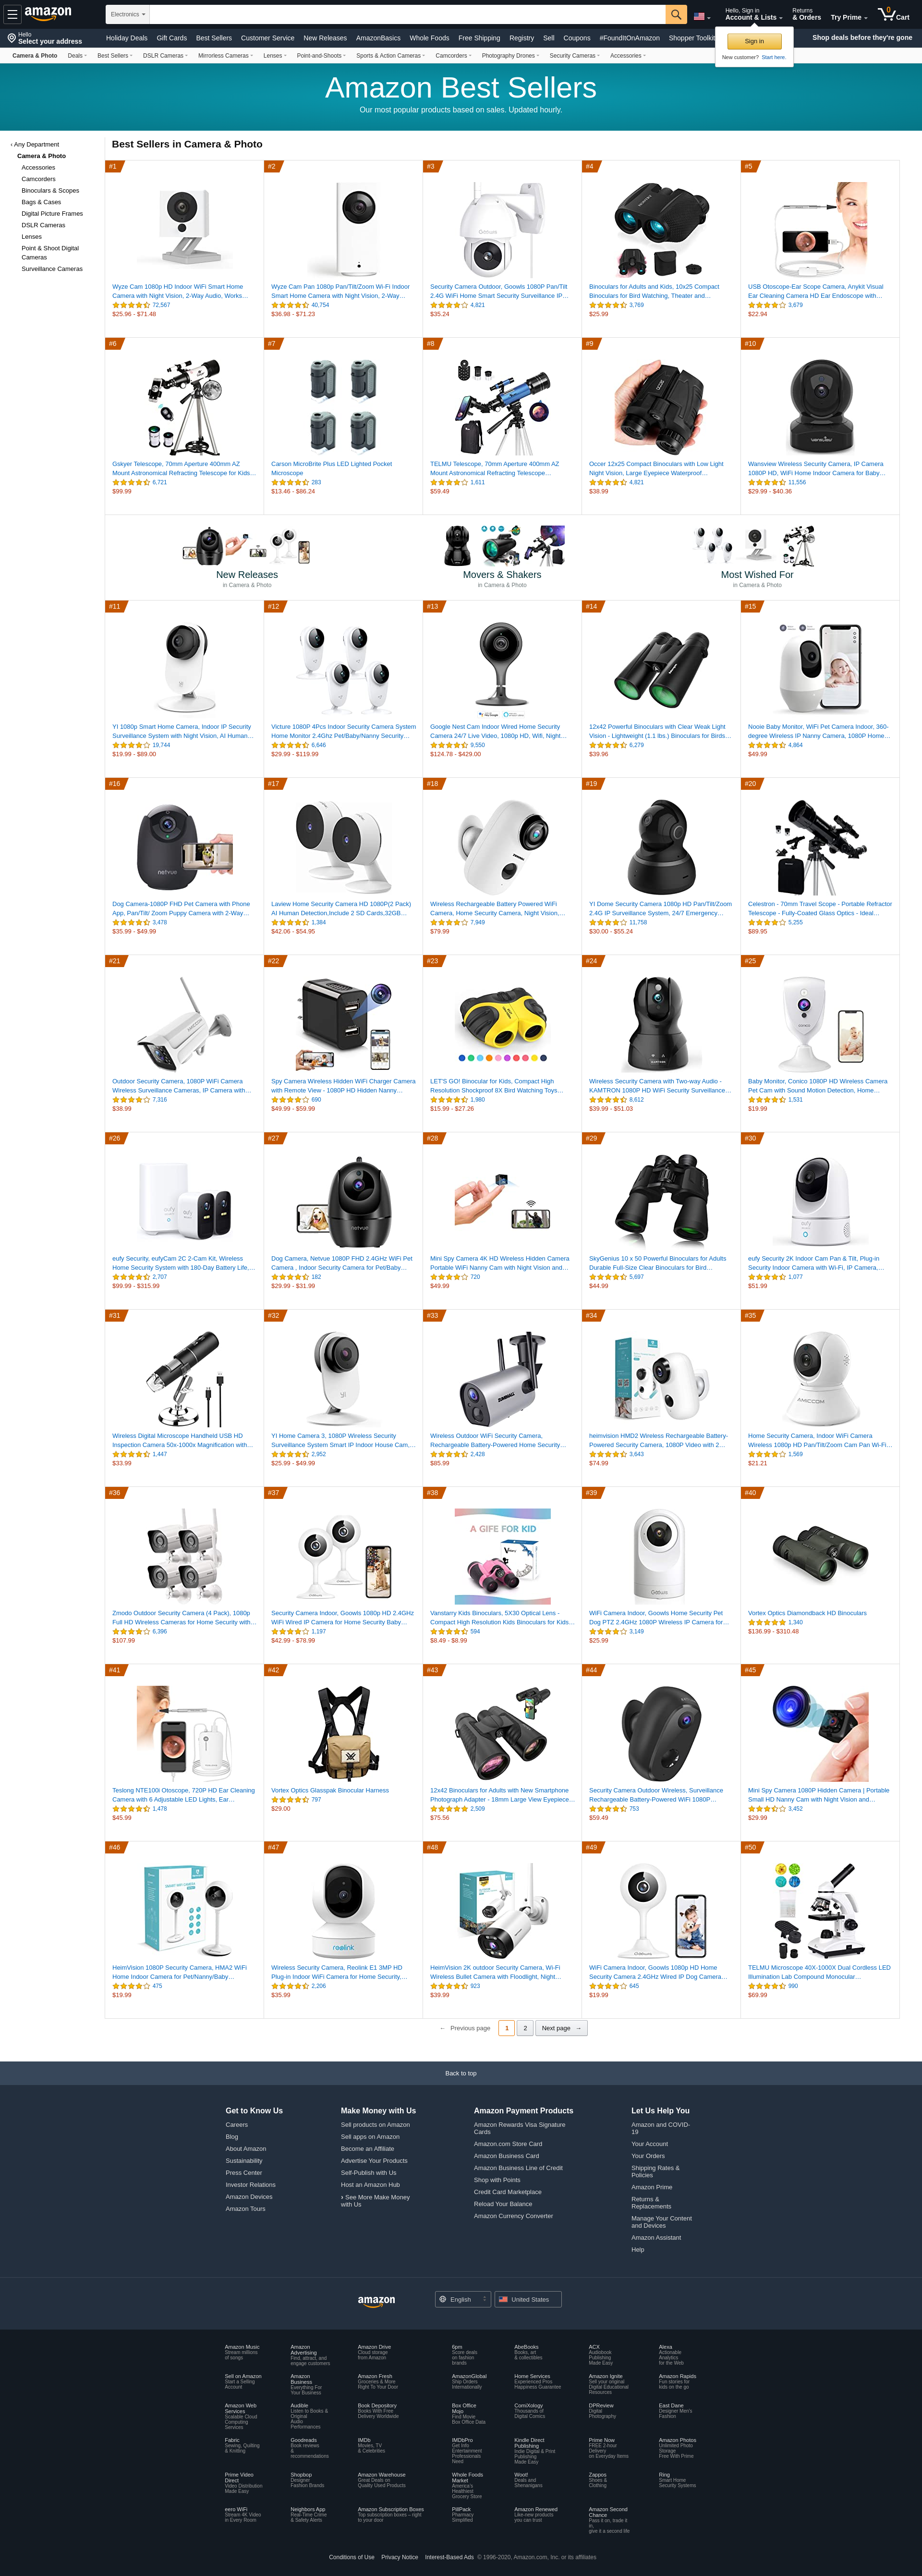 amazon
Electronics
Hello, Sign in
Account & Lists
Returns
& Orders
Try Prime
0
Cart
Hello
Select your address
Holiday Deals
Gift Cards
Best Sellers
Customer Service
New Releases
AmazonBasics
Whole Foods
Free Shipping
Registry
Sell
Coupons
#FoundItOnAmazon
Shopper Toolkit
Shop deals before they're gone
Sign in
New customer? Start here.
Camera & Photo
Deals
Best Sellers
DSLR Cameras
Mirrorless Cameras
Lenses
Point-and-Shoots
Sports & Action Cameras
Camcorders
Photography Drones
Security Cameras
Accessories
Amazon Best Sellers
Our most popular products based on sales. Updated hourly.
‹ Any Department
Camera & Photo
Accessories
Camcorders
Binoculars & Scopes
Bags & Cases
Digital Picture Frames
DSLR Cameras
Lenses
Point & Shoot Digital
Cameras
Surveillance Cameras
Best Sellers in Camera & Photo
#1
Wyze Cam 1080p HD Indoor WiFi Smart Home
Camera with Night Vision, 2-Way Audio, Works…
72,567
$25.96 - $71.48
#2
Wyze Cam Pan 1080p Pan/Tilt/Zoom Wi-Fi Indoor
Smart Home Camera with Night Vision, 2-Way…
40,754
$36.98 - $71.23
#3
Security Camera Outdoor, Goowls 1080P Pan/Tilt
2.4G WiFi Home Smart Security Surveillance IP…
4,821
$35.24
#4
Binoculars for Adults and Kids, 10x25 Compact
Binoculars for Bird Watching, Theater and…
3,769
$25.99
#5
USB Otoscope-Ear Scope Camera, Anykit Visual
Ear Cleaning Camera HD Ear Endoscope with…
3,679
$22.94
#6
Gskyer Telescope, 70mm Aperture 400mm AZ
Mount Astronomical Refracting Telescope for Kids…
6,721
$99.99
#7
Carson MicroBrite Plus LED Lighted Pocket
Microscope
283
$13.46 - $86.24
#8
TELMU Telescope, 70mm Aperture 400mm AZ
Mount Astronomical Refracting Telescope…
1,611
$59.49
#9
Occer 12x25 Compact Binoculars with Low Light
Night Vision, Large Eyepiece Waterproof…
4,821
$38.99
#10
Wansview Wireless Security Camera, IP Camera
1080P HD, WiFi Home Indoor Camera for Baby…
11,556
$29.99 - $40.36
New Releases
in Camera & Photo
Movers & Shakers
in Camera & Photo
Most Wished For
in Camera & Photo
#11
YI 1080p Smart Home Camera, Indoor IP Security
Surveillance System with Night Vision, AI Human…
19,744
$19.99 - $89.00
#12
Victure 1080P 4Pcs Indoor Security Camera System
Home Monitor 2.4Ghz Pet/Baby/Nanny Security…
6,646
$29.99 - $119.99
#13
Google Nest Cam Indoor Wired Home Security
Camera 24/7 Live Video, 1080p HD, Wifi, Night…
9,550
$124.78 - $429.00
#14
12x42 Powerful Binoculars with Clear Weak Light
Vision - Lightweight (1.1 lbs.) Binoculars for Birds…
6,279
$39.96
#15
Nooie Baby Monitor, WiFi Pet Camera Indoor, 360-
degree Wireless IP Nanny Camera, 1080P Home…
4,864
$49.99
#16
Dog Camera-1080P FHD Pet Camera with Phone
App, Pan/Tilt/ Zoom Puppy Camera with 2-Way…
3,478
$35.99 - $49.99
#17
Laview Home Security Camera HD 1080P(2 Pack)
AI Human Detection,Include 2 SD Cards,32GB…
1,384
$42.06 - $54.95
#18
Wireless Rechargeable Battery Powered WiFi
Camera, Home Security Camera, Night Vision,…
7,949
$79.99
#19
YI Dome Security Camera 1080p HD Pan/Tilt/Zoom
2.4G IP Surveillance System, 24/7 Emergency…
11,758
$30.00 - $55.24
#20
Celestron - 70mm Travel Scope - Portable Refractor
Telescope - Fully-Coated Glass Optics - Ideal…
5,255
$89.95
#21
Outdoor Security Camera, 1080P WiFi Camera
Wireless Surveillance Cameras, IP Camera with…
7,316
$38.99
#22
Spy Camera Wireless Hidden WiFi Charger Camera
with Remote View - 1080P HD Hidden Nanny…
690
$49.99 - $59.99
#23
LET'S GO! Binocular for Kids, Compact High
Resolution Shockproof 8X Bird Watching Toys…
1,980
$15.99 - $27.26
#24
Wireless Security Camera with Two-way Audio -
KAMTRON 1080P HD WiFi Security Surveillance…
8,612
$39.99 - $51.03
#25
Baby Monitor, Conico 1080P HD Wireless Camera
Pet Cam with Sound Motion Detection, Home…
1,531
$19.99
#26
eufy Security, eufyCam 2C 2-Cam Kit, Wireless
Home Security System with 180-Day Battery Life,…
2,707
$99.99 - $315.99
#27
Dog Camera, Netvue 1080P FHD 2.4GHz WiFi Pet
Camera , Indoor Security Camera for Pet/Baby…
182
$29.99 - $31.99
#28
Mini Spy Camera 4K HD Wireless Hidden Camera
Portable WiFi Nanny Cam with Night Vision and…
720
$49.99
#29
SkyGenius 10 x 50 Powerful Binoculars for Adults
Durable Full-Size Clear Binoculars for Bird…
5,697
$44.99
#30
eufy Security 2K Indoor Cam Pan & Tilt, Plug-in
Security Indoor Camera with Wi-Fi, IP Camera,…
1,077
$51.99
#31
Wireless Digital Microscope Handheld USB HD
Inspection Camera 50x-1000x Magnification with…
1,447
$33.99
#32
YI Home Camera 3, 1080P Wireless Security
Surveillance System Smart IP Indoor House Cam,…
2,952
$25.99 - $49.99
#33
Wireless Outdoor WiFi Security Camera,
Rechargeable Battery-Powered Home Security…
2,428
$85.99
#34
heimvision HMD2 Wireless Rechargeable Battery-
Powered Security Camera, 1080P Video with 2…
3,643
$74.99
#35
Home Security Camera, Indoor WiFi Camera
Wireless 1080p HD Pan/Tilt/Zoom Cam Pan Wi-Fi…
1,569
$21.21
#36
Zmodo Outdoor Security Camera (4 Pack), 1080p
Full HD Wireless Cameras for Home Security with…
6,396
$107.99
#37
Security Camera Indoor, Goowls 1080p HD 2.4GHz
WiFi Wired IP Camera for Home Security Baby…
1,197
$42.99 - $78.99
#38
A GIFE FOR KID
Vanstarry Kids Binoculars, 5X30 Optical Lens -
Compact High Resolution Kids Binoculars for Kids…
594
$8.49 - $8.99
#39
WiFi Camera Indoor, Goowls Home Security Pet
Dog PTZ 2.4GHz 1080P Wireless IP Camera for…
3,149
$25.99
#40
Vortex Optics Diamondback HD Binoculars
1,340
$136.99 - $310.48
#41
Teslong NTE100i Otoscope, 720P HD Ear Cleaning
Camera with 6 Adjustable LED Lights, Ear…
1,478
$45.99
#42
Vortex Optics Glasspak Binocular Harness
797
$29.00
#43
12x42 Binoculars for Adults with New Smartphone
Photograph Adapter - 18mm Large View Eyepiece…
2,509
$75.56
#44
Security Camera Outdoor Wireless, Surveillance
Rechargeable Battery-Powered WiFi 1080P…
753
$59.49
#45
Mini Spy Camera 1080P Hidden Camera | Portable
Small HD Nanny Cam with Night Vision and…
3,452
$29.99
#46
HeimVision 1080P Security Camera, HMA2 WiFi
Home Indoor Camera for Pet/Nanny/Baby…
475
$19.99
#47
reolink
Wireless Security Camera, Reolink E1 3MP HD
Plug-in Indoor WiFi Camera for Home Security,…
2,206
$35.99
#48
HeimVision 2K outdoor Security Camera, Wi-Fi
Wireless Bullet Camera with Floodlight, Night…
923
$39.99
#49
WiFi Camera Indoor, Goowls 1080p HD Home
Security Camera 2.4GHz Wired IP Dog Camera…
645
$19.99
#50
TELMU Microscope 40X-1000X Dual Cordless LED
Illumination Lab Compound Monocular…
990
$69.99
← Previous page
1
2
Next page →
Back to top
Get to Know Us
Careers
Blog
About Amazon
Sustainability
Press Center
Investor Relations
Amazon Devices
Amazon Tours
Make Money with Us
Sell products on Amazon
Sell apps on Amazon
Become an Affiliate
Advertise Your Products
Self-Publish with Us
Host an Amazon Hub
› See More Make Money
with Us
Amazon Payment Products
Amazon Rewards Visa Signature
Cards
Amazon.com Store Card
Amazon Business Card
Amazon Business Line of Credit
Shop with Points
Credit Card Marketplace
Reload Your Balance
Amazon Currency Converter
Let Us Help You
Amazon and COVID-
19
Your Account
Your Orders
Shipping Rates &
Policies
Amazon Prime
Returns &
Replacements
Manage Your Content
and Devices
Amazon Assistant
Help
amazon
English
United States
Amazon Music
Stream millions
of songs
Amazon
Advertising
Find, attract, and
engage customers
Amazon Drive
Cloud storage
from Amazon
6pm
Score deals
on fashion
brands
AbeBooks
Books, art
& collectibles
ACX
Audiobook
Publishing
Made Easy
Alexa
Actionable
Analytics
for the Web
Sell on Amazon
Start a Selling
Account
Amazon
Business
Everything For
Your Business
Amazon Fresh
Groceries & More
Right To Your Door
AmazonGlobal
Ship Orders
Internationally
Home Services
Experienced Pros
Happiness Guarantee
Amazon Ignite
Sell your original
Digital Educational
Resources
Amazon Rapids
Fun stories for
kids on the go
Amazon Web
Services
Scalable Cloud
Computing
Services
Audible
Listen to Books &
Original
Audio
Performances
Book Depository
Books With Free
Delivery Worldwide
Box Office
Mojo
Find Movie
Box Office Data
ComiXology
Thousands of
Digital Comics
DPReview
Digital
Photography
East Dane
Designer Men's
Fashion
Fabric
Sewing, Quilting
& Knitting
Goodreads
Book reviews
&
recommendations
IMDb
Movies, TV
& Celebrities
IMDbPro
Get Info
Entertainment
Professionals
Need
Kindle Direct
Publishing
Indie Digital & Print
Publishing
Made Easy
Prime Now
FREE 2-hour
Delivery
on Everyday Items
Amazon Photos
Unlimited Photo
Storage
Free With Prime
Prime Video
Direct
Video Distribution
Made Easy
Shopbop
Designer
Fashion Brands
Amazon Warehouse
Great Deals on
Quality Used Products
Whole Foods
Market
America's
Healthiest
Grocery Store
Woot!
Deals and
Shenanigans
Zappos
Shoes &
Clothing
Ring
Smart Home
Security Systems
eero WiFi
Stream 4K Video
in Every Room
Neighbors App
Real-Time Crime
& Safety Alerts
Amazon Subscription Boxes
Top subscription boxes – right
to your door
PillPack
Pharmacy
Simplified
Amazon Renewed
Like-new products
you can trust
Amazon Second
Chance
Pass it on, trade it
in,
give it a second life
Conditions of Use
Privacy Notice
Interest-Based Ads
© 1996-2020, Amazon.com, Inc. or its affiliates